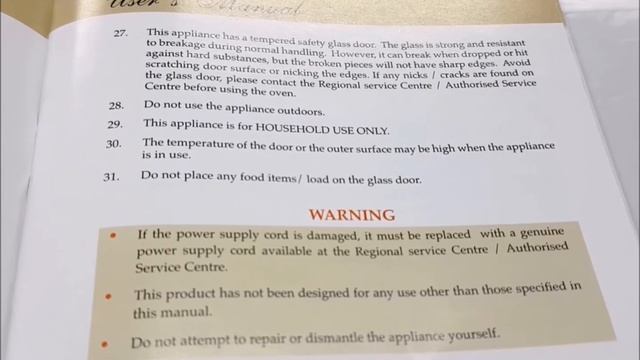 User's Manual
27. This appliance has a tempered safety glass door. The glass is strong and resistant
to breakage during normal handling. However, it can break when dropped or hit
against hard substances, but the broken pieces will not have sharp edges. Avoid
scratching door surface or nicking the edges. If any nicks / cracks are found on
the glass door, please contact the Regional service Centre / Authorised Service
Centre before using the oven.
28. Do not use the appliance outdoors.
29. This appliance is for HOUSEHOLD USE ONLY.
30. The temperature of the door or the outer surface may be high when the appliance
is in use.
31. Do not place any food items/ load on the glass door.
WARNING
• If the power supply cord is damaged, it must be replaced with a genuine
power supply cord available at the Regional service Centre / Authorised
Service Centre.
• This product has not been designed for any use other than those specified in
this manual.
• Do not attempt to repair or dismantle the appliance yourself.